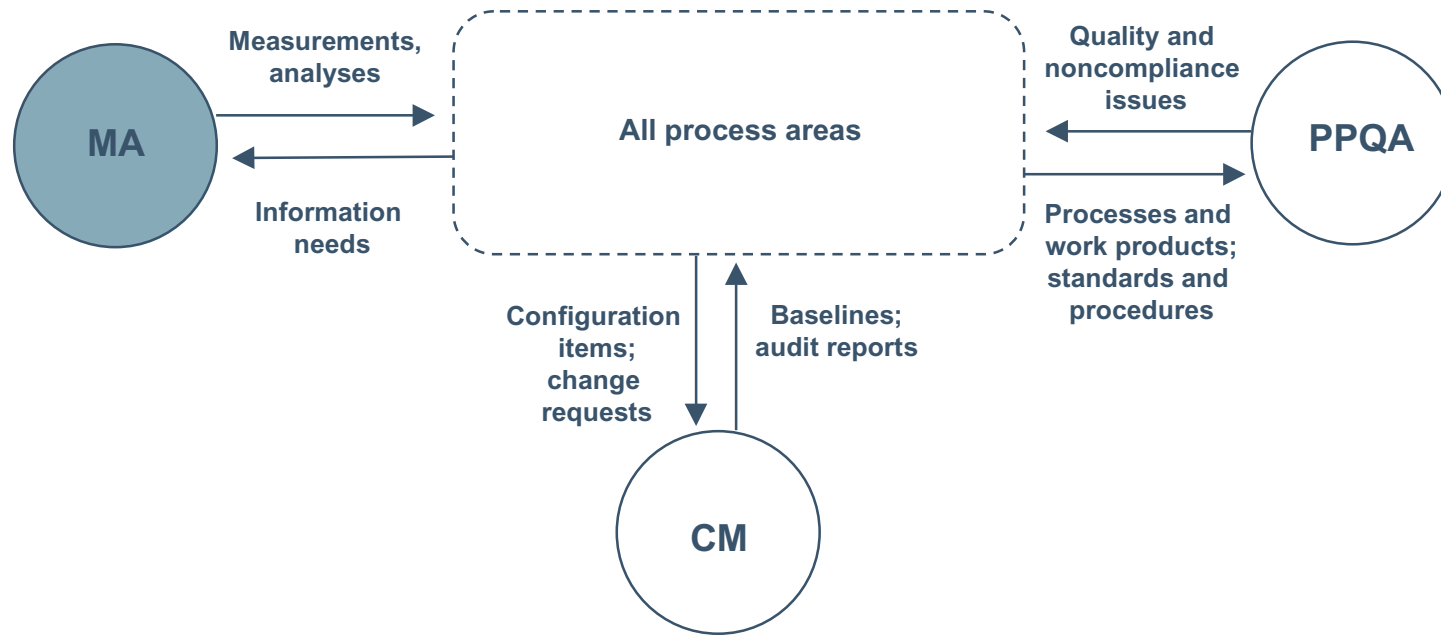 Measurements,
analyses
MA
Information
needs
All process areas
Quality and
noncompliance
issues
PPQA
Processes and
work products;
standards and
procedures
Configuration
items;
change
requests
Baselines;
audit reports
CM